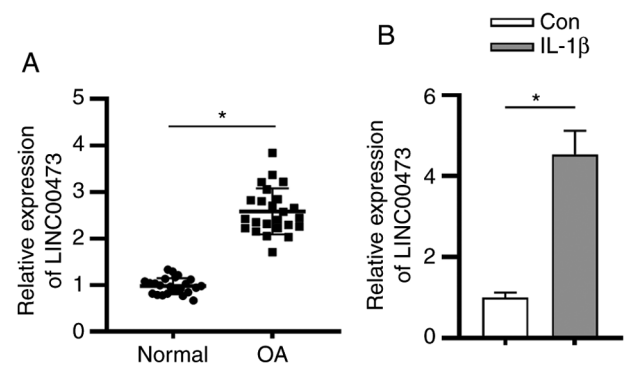 A
Relative expression
of LINC00473
5
4
3
2
1
0
*
Normal
OA
B
Con
IL-1β
Relative expression
of LINC00473
6
4
2
0
*